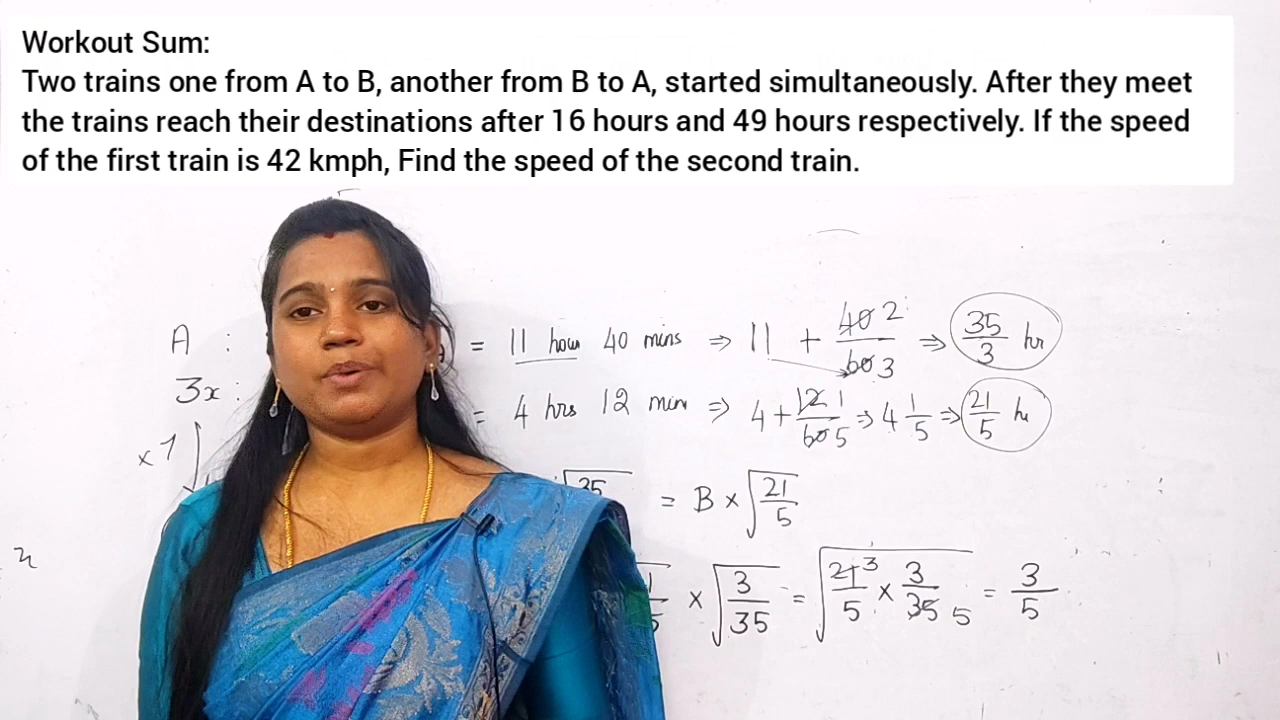 Workout Sum:
Two trains one from A to B, another from B to A, started simultaneously. After they meet
the trains reach their destinations after 16 hours and 49 hours respectively. If the speed
of the first train is 42 kmph, Find the speed of the second train.
A : = 11 hour 40 mins ⇒ 11 + 40 2 / 60 3 ⇒ 35/3 hr
3x : = 4 hrs 12 min ⇒ 4 + 12 1 / 60 5 ⇒ 4 1/5 ⇒ 21/5 hr
x 7
√35 = B × √21/5
× √3/35 = √21 3 / 5 × 3 / 35 5 = 3/5